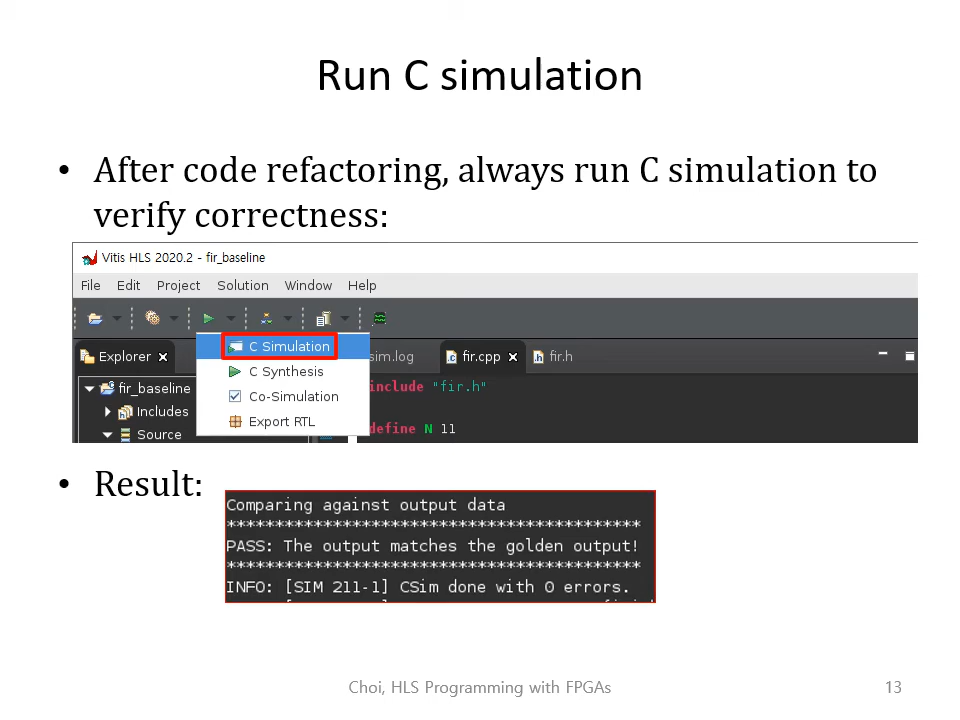 Run C simulation
• After code refactoring, always run C simulation to
verify correctness:
Vitis HLS 2020.2 - fir_baseline
File Edit Project Solution Window Help
C Simulation
C Synthesis
Co-Simulation
Export RTL
Explorer
sim.log
fir.cpp
fir.h
fir_baseline
Includes
Source
include "fir.h"
define N 11
• Result:
Comparing against output data
*******************************************
PASS: The output matches the golden output!
*******************************************
INFO: [SIM 211-1] CSim done with 0 errors.
Choi, HLS Programming with FPGAs
13